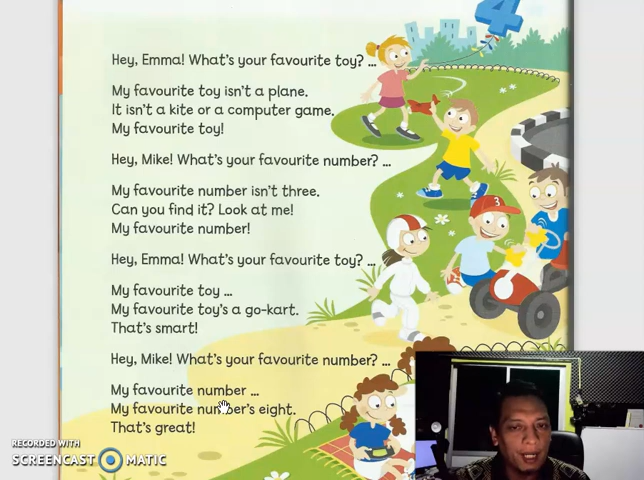 4
Hey, Emma! What's your favourite toy? ...
My favourite toy isn't a plane.
It isn't a kite or a computer game.
My favourite toy!
Hey, Mike! What's your favourite number? ...
My favourite number isn't three.
Can you find it? Look at me!
My favourite number!
3
Hey, Emma! What's your favourite toy? ...
My favourite toy ...
My favourite toy's a go-kart.
That's smart!
Hey, Mike! What's your favourite number? ...
My favourite number ...
My favourite number's eight.
That's great!
RECORDED WITH
SCREENCAST MATIC